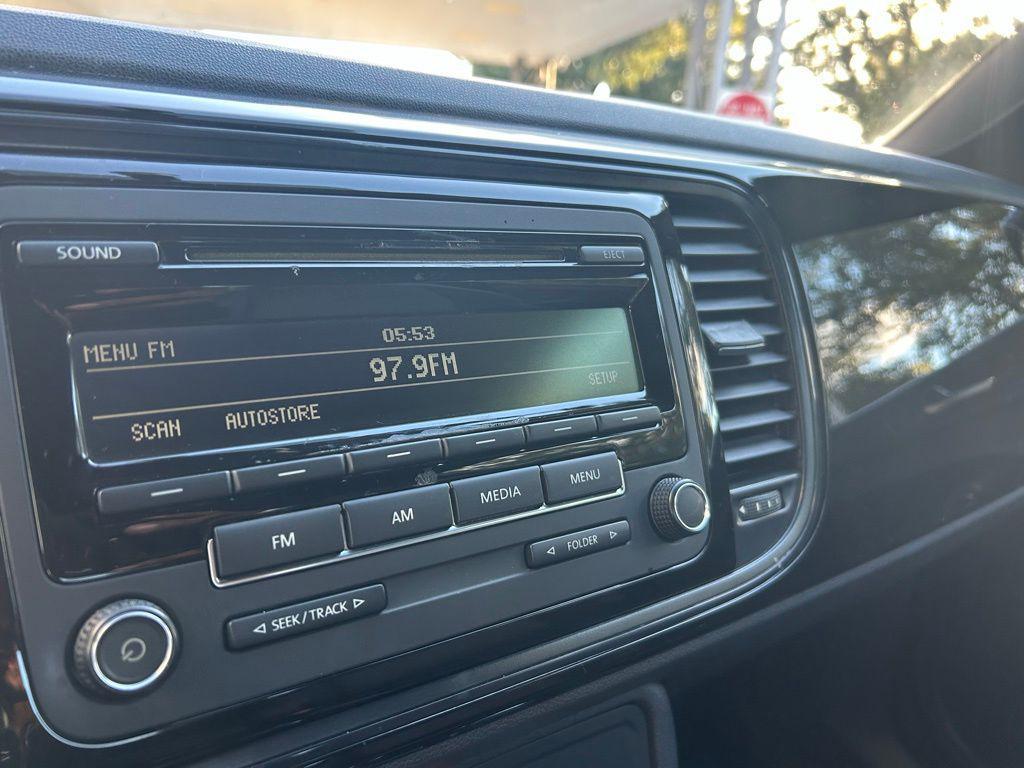 SOUND
EJECT
05:53
MENU FM
97.9FM
SETUP
SCAN AUTOSTORE
FM AM MEDIA MENU
◁ FOLDER ▷
◁ SEEK/TRACK ▷